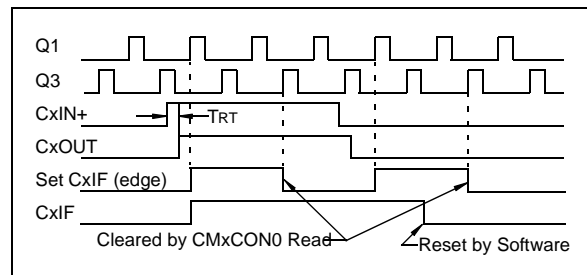 Q1
Q3
CxIN+
TRT
CxOUT
Set CxIF (edge)
CxIF
Cleared by CMxCON0 Read
Reset by Software